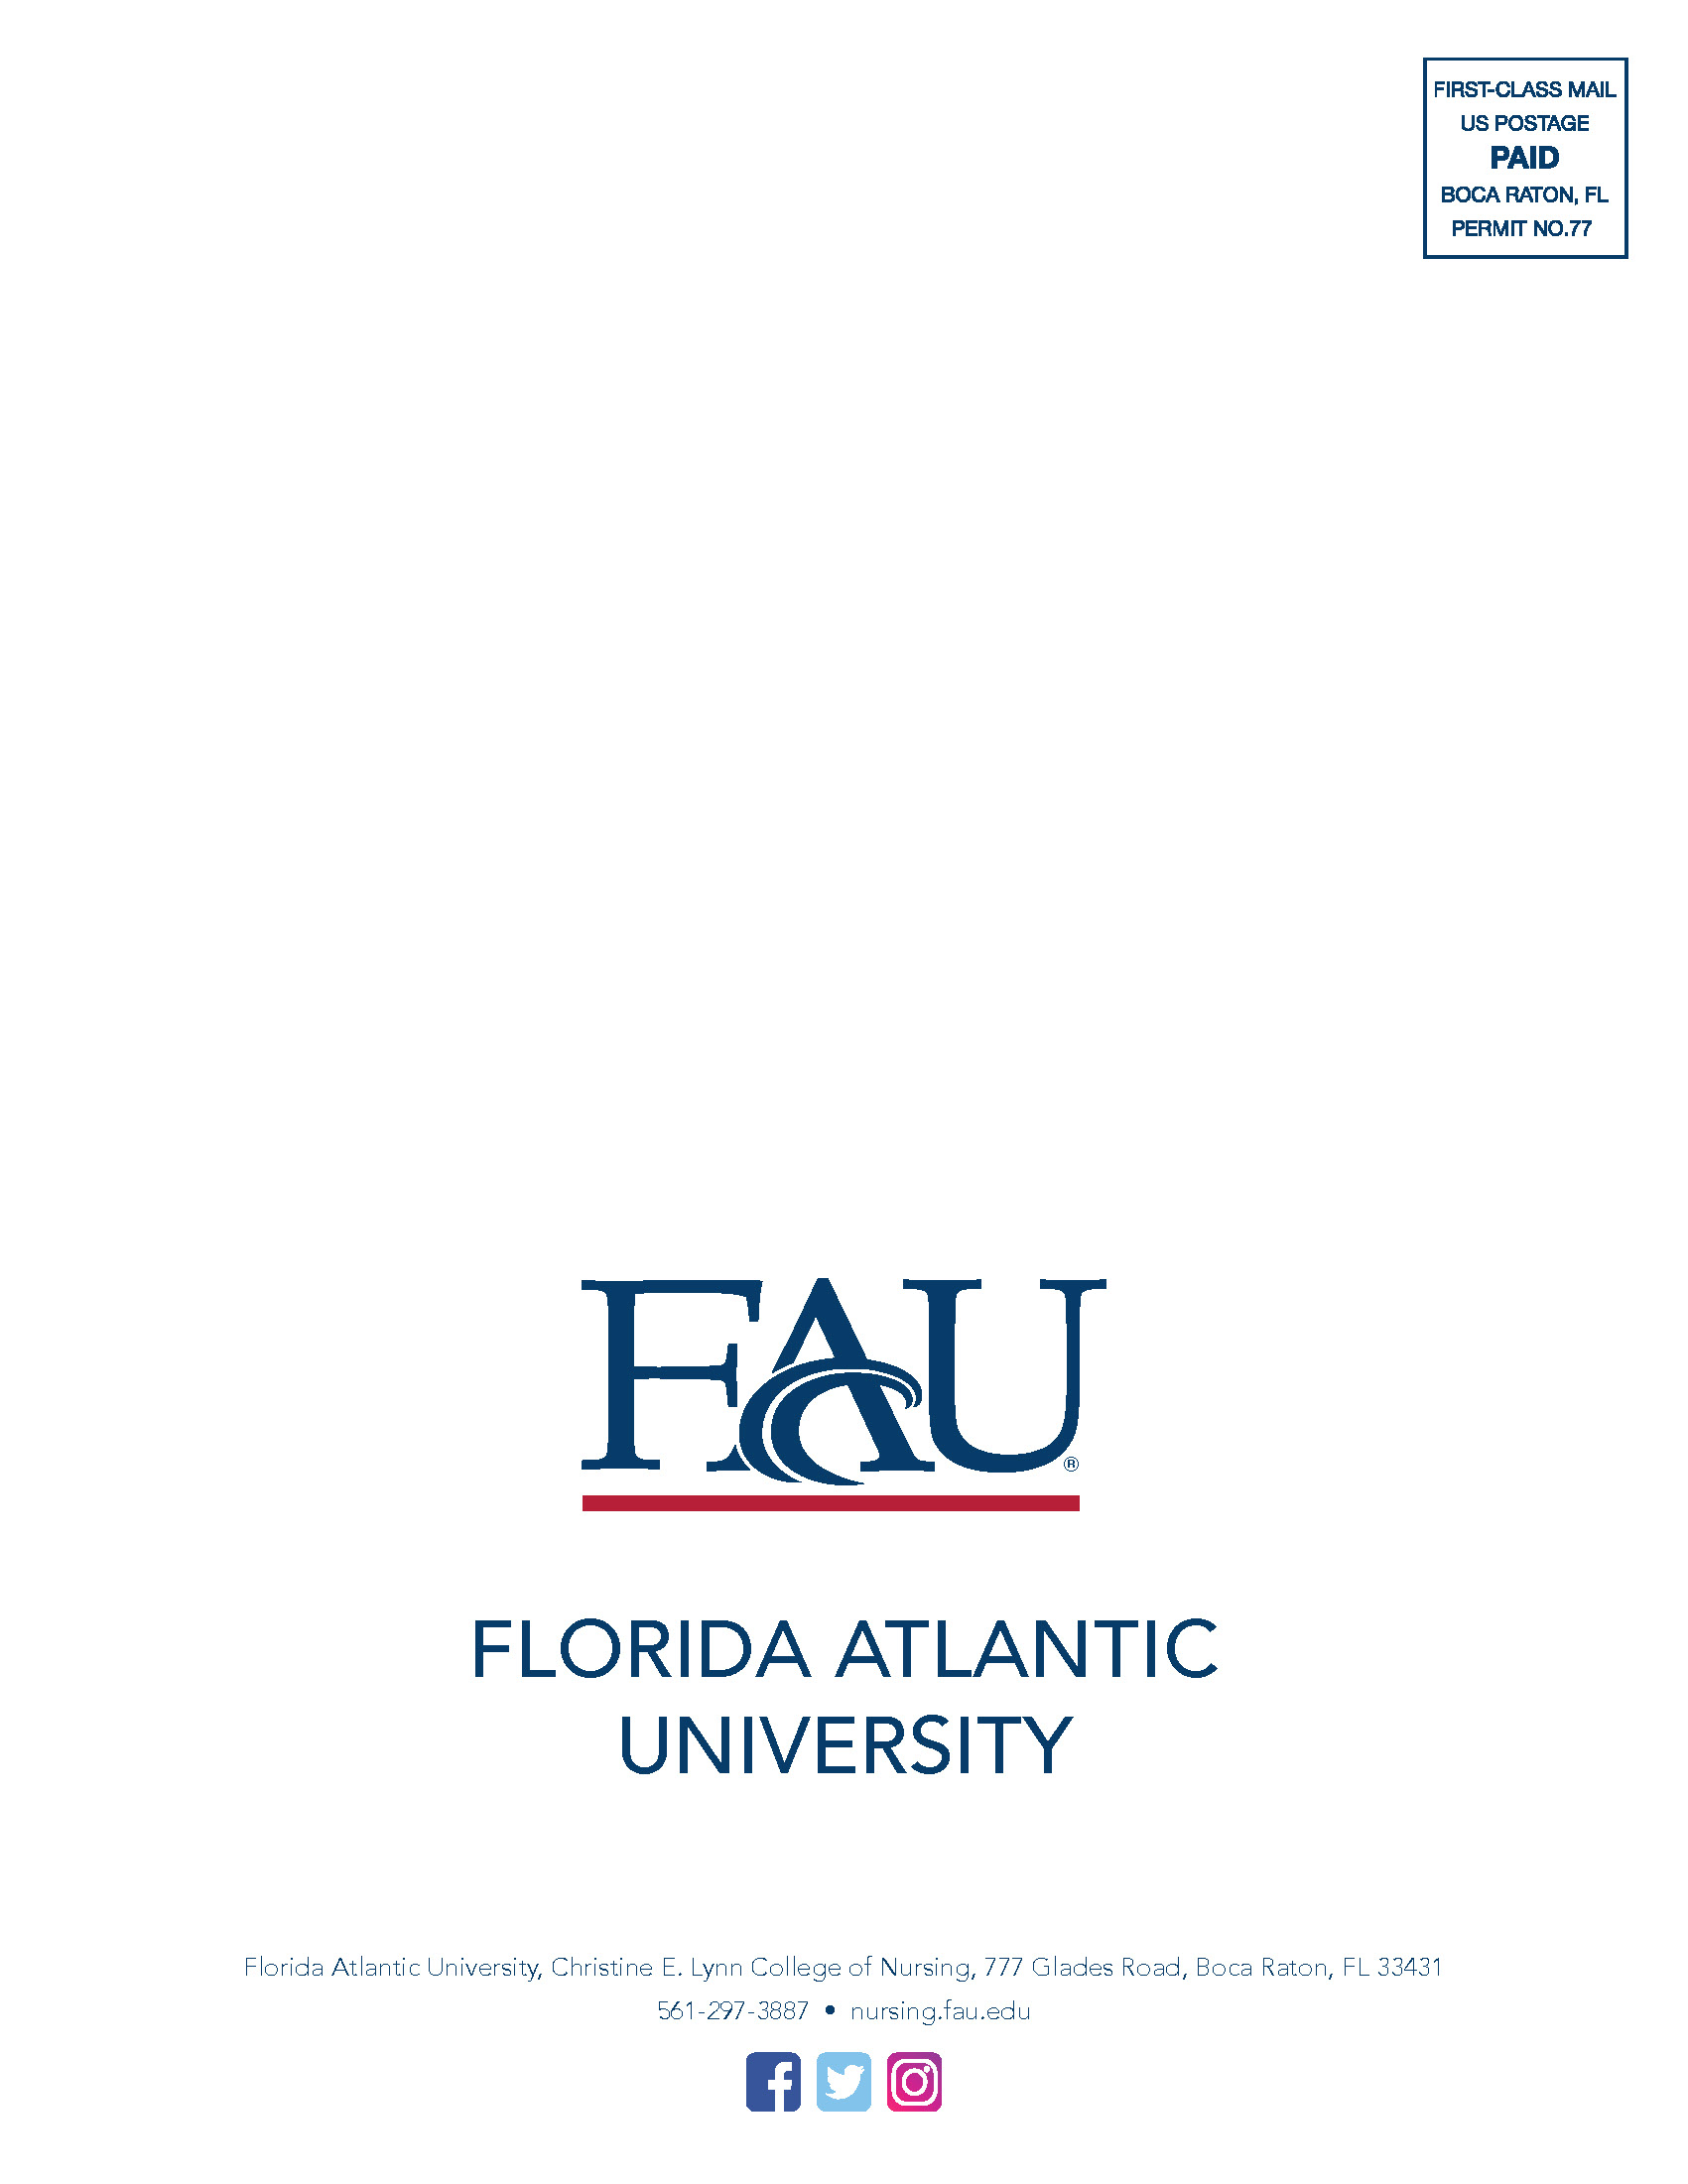 FIRST-CLASS MAIL
US POSTAGE
PAID
BOCA RATON, FL
PERMIT NO.77
FAU®
FLORIDA ATLANTIC
UNIVERSITY
Florida Atlantic University, Christine E. Lynn College of Nursing, 777 Glades Road, Boca Raton, FL 33431
561-297-3887 • nursing.fau.edu